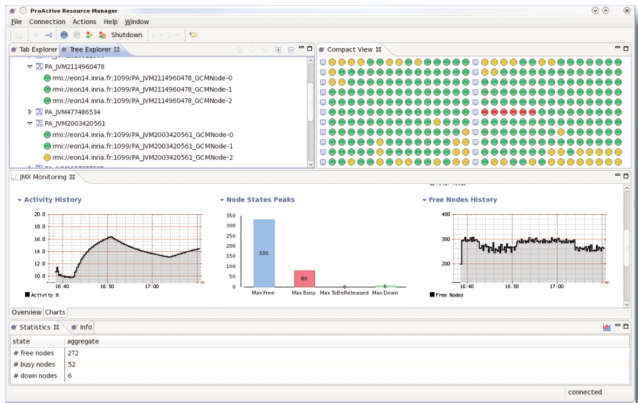 ProActive Resource Manager
File Connection Actions Help Window
Shutdown
Tab Explorer Tree Explorer
PA_JVM2114960478
rmi://eon14.inria.fr:1099/PA_JVM2114960478_GCMNode-0
rmi://eon14.inria.fr:1099/PA_JVM2114960478_GCMNode-1
rmi://eon14.inria.fr:1099/PA_JVM2114960478_GCMNode-2
PA_JVM477486534
PA_JVM2003420561
rmi://eon14.inria.fr:1099/PA_JVM2003420561_GCMNode-0
rmi://eon14.inria.fr:1099/PA_JVM2003420561_GCMNode-1
rmi://eon14.inria.fr:1099/PA_JVM2003420561_GCMNode-2
Compact View
JMX Monitoring
Activity History
20.0
18.0
16.0
14.0
12.0
10.0
16:40 16:50 17:00
Activity %
Node States Peaks
350
300
250
200
150
100
50
0
330
80
0
6
Max Free Max Busy Max ToBeReleased Max Down
Free Nodes History
400
200
16:40 16:50 17:00
Free Nodes
Overview Charts
Statistics Info
state aggregate
# free nodes 272
# busy nodes 52
# down nodes 6
connected